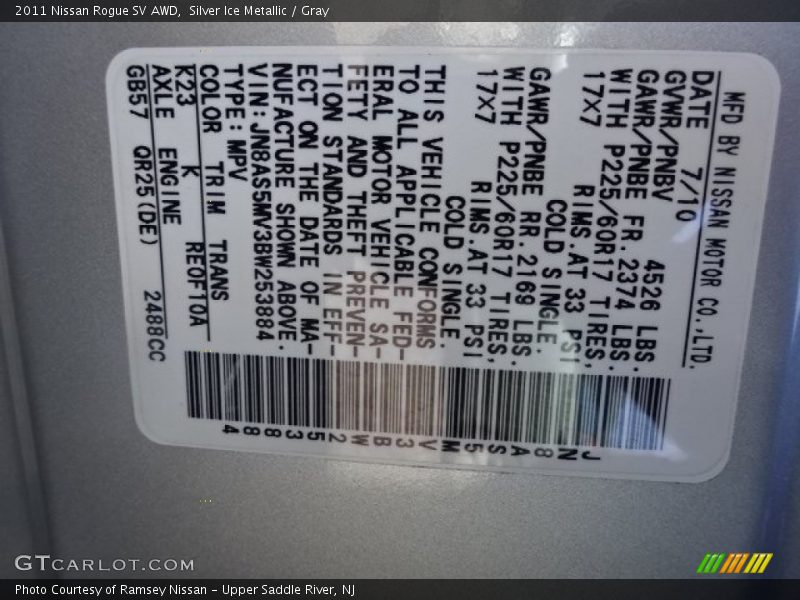 2011 Nissan Rogue SV AWD, Silver Ice Metallic / Gray
MFD BY NISSAN MOTOR CO.,LTD.
DATE 7/10
GVWR/PNBV 4526 LBS.
GAWR/PNBE FR. 2374 LBS.
WITH P225/60R17 TIRES,
17X7 RIMS.AT 33 PSI
COLD SINGLE.
GAWR/PNBE RR. 2169 LBS.
WITH P225/60R17 TIRES,
17X7 RIMS.AT 33 PSI
COLD SINGLE.
THIS VEHICLE CONFORMS
TO ALL APPLICABLE FED-
ERAL MOTOR VEHICLE SA-
FETY AND THEFT PREVEN-
TION STANDARDS IN EFF-
ECT ON THE DATE OF MA-
NUFACTURE SHOWN ABOVE.
VIN:JN8AS5MV3BW253884
TYPE:MPV
COLOR TRIM TRANS
K23 K RE0F10A
AXLE ENGINE
GB57 QR25(DE) 2488CC
JN8AS5MV3BW253884
GTCARLOT.COM
Photo Courtesy of Ramsey Nissan - Upper Saddle River, NJ